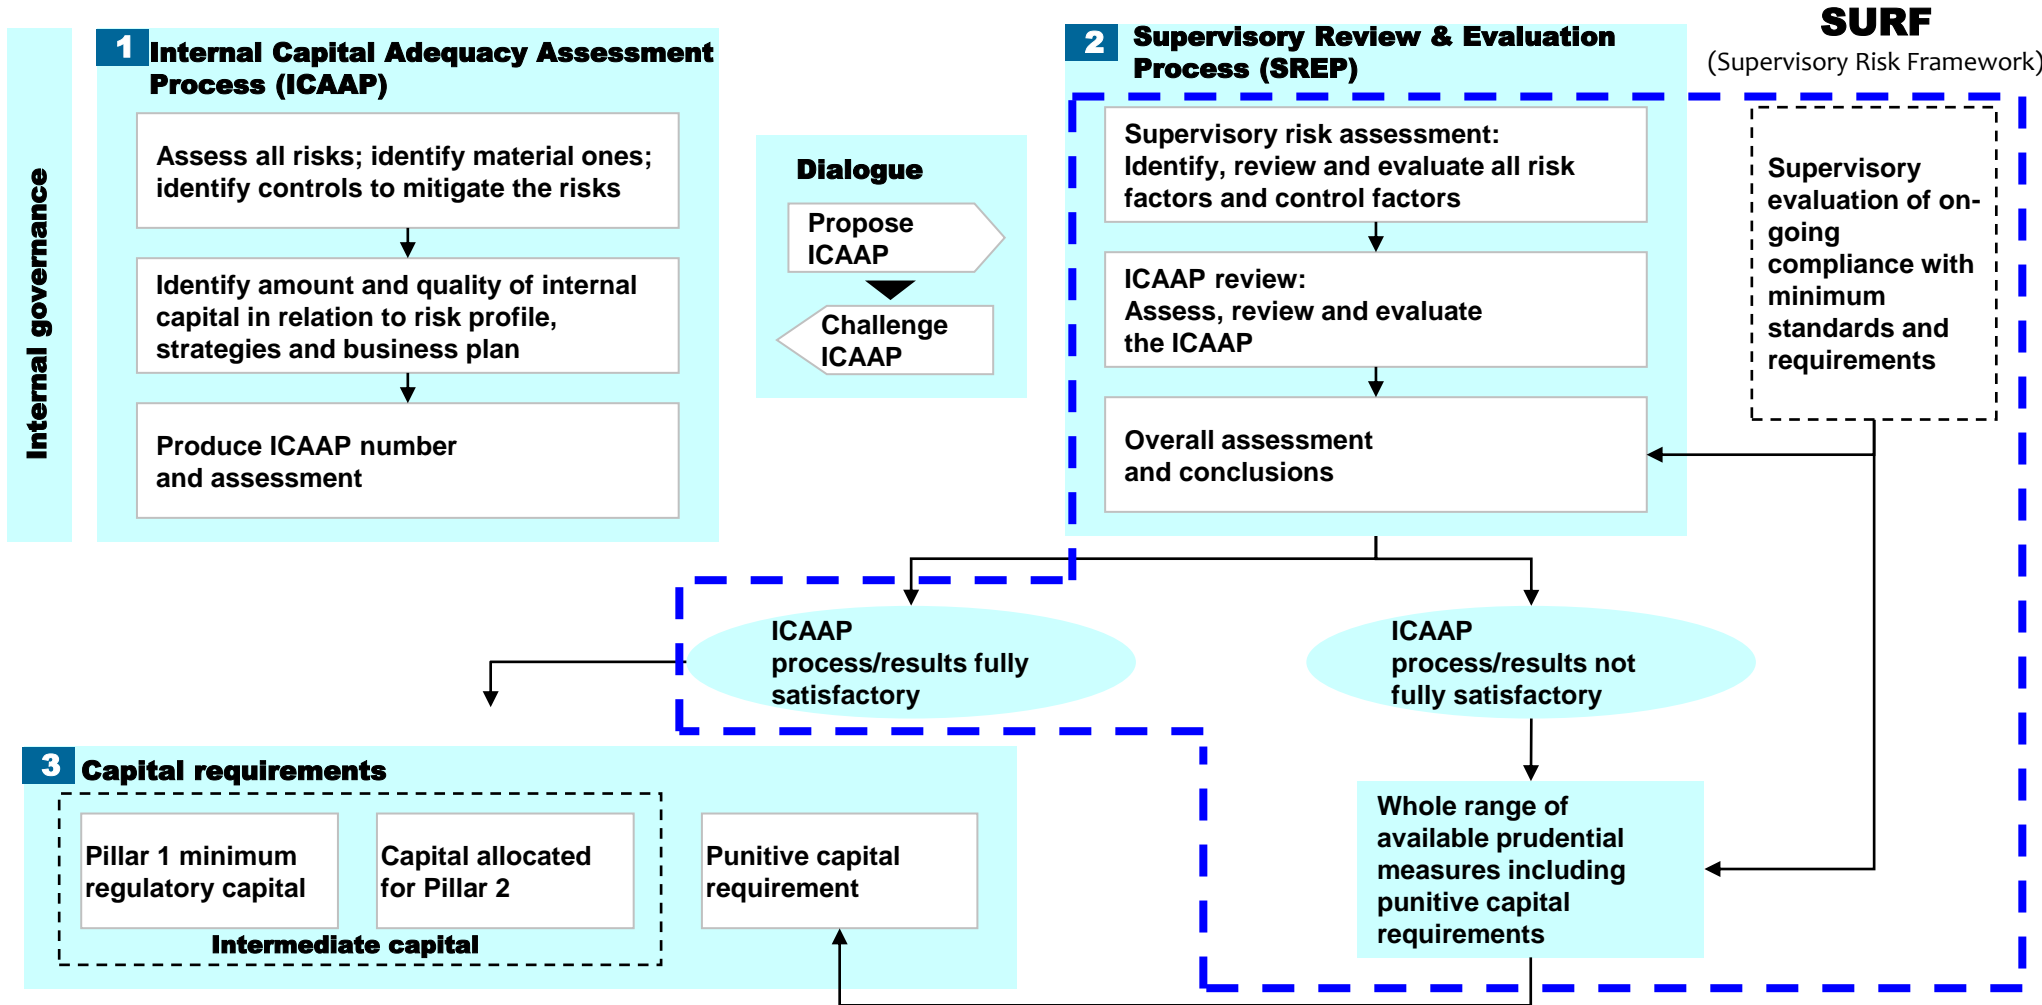 SURF
(Supervisory Risk Framework)
Internal governance
1
Internal Capital Adequacy Assessment
Process (ICAAP)
Assess all risks; identify material ones;
identify controls to mitigate the risks
Identify amount and quality of internal
capital in relation to risk profile,
strategies and business plan
Produce ICAAP number
and assessment
Dialogue
Propose
ICAAP
Challenge
ICAAP
2
Supervisory Review & Evaluation
Process (SREP)
Supervisory risk assessment:
Identify, review and evaluate all risk
factors and control factors
ICAAP review:
Assess, review and evaluate
the ICAAP
Overall assessment
and conclusions
Supervisory
evaluation of on-
going
compliance with
minimum
standards and
requirements
ICAAP
process/results fully
satisfactory
ICAAP
process/results not
fully satisfactory
3
Capital requirements
Pillar 1 minimum
regulatory capital
Capital allocated
for Pillar 2
Intermediate capital
Punitive capital
requirement
Whole range of
available prudential
measures including
punitive capital
requirements